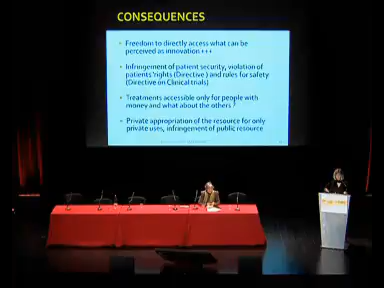 CONSEQUENCES
Freedom to directly access what can be
perceived as innovation +++
Infringement of patient security, violation of
patients' rights (Directive ) and rules for safety
(Directive on Clinical trials)
Treatments accessible only for people with
money and what about the others ?
Private appropriation of the resource for only
private uses, infringement of public resource